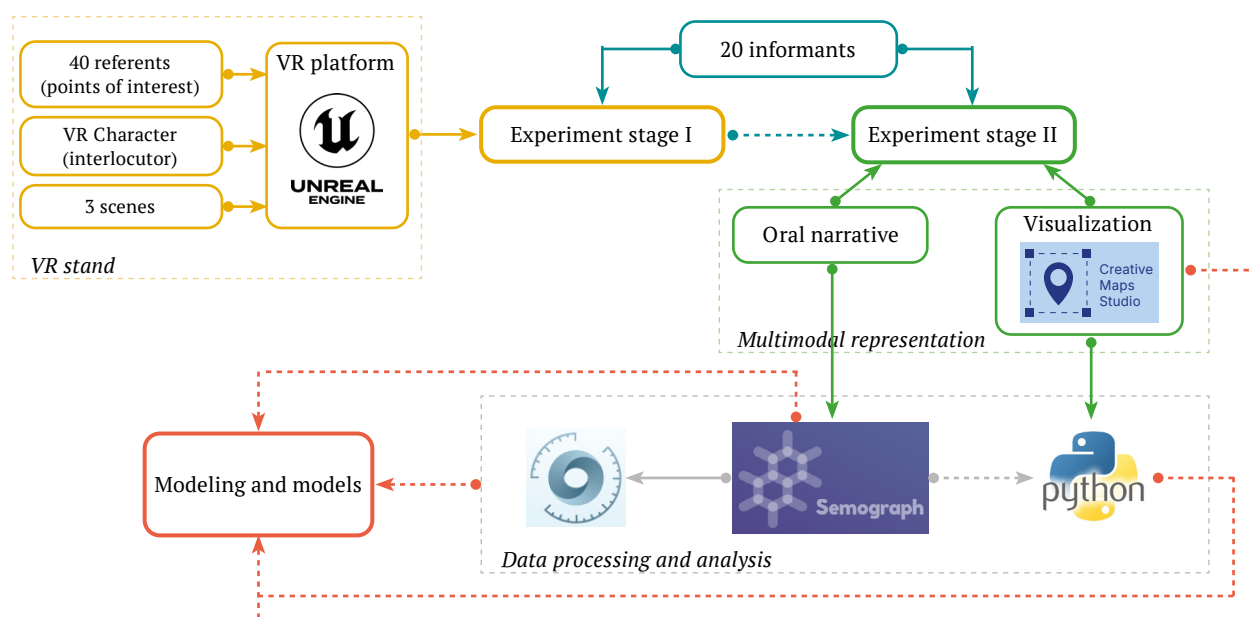 40 referents
(points of interest)
VR Character
(interlocutor)
3 scenes
VR platform
UNREAL
ENGINE
VR stand
20 informants
Experiment stage I
Experiment stage II
Oral narrative
Visualization
Creative
Maps
Studio
Multimodal representation
Modeling and models
Semograph
python
Data processing and analysis